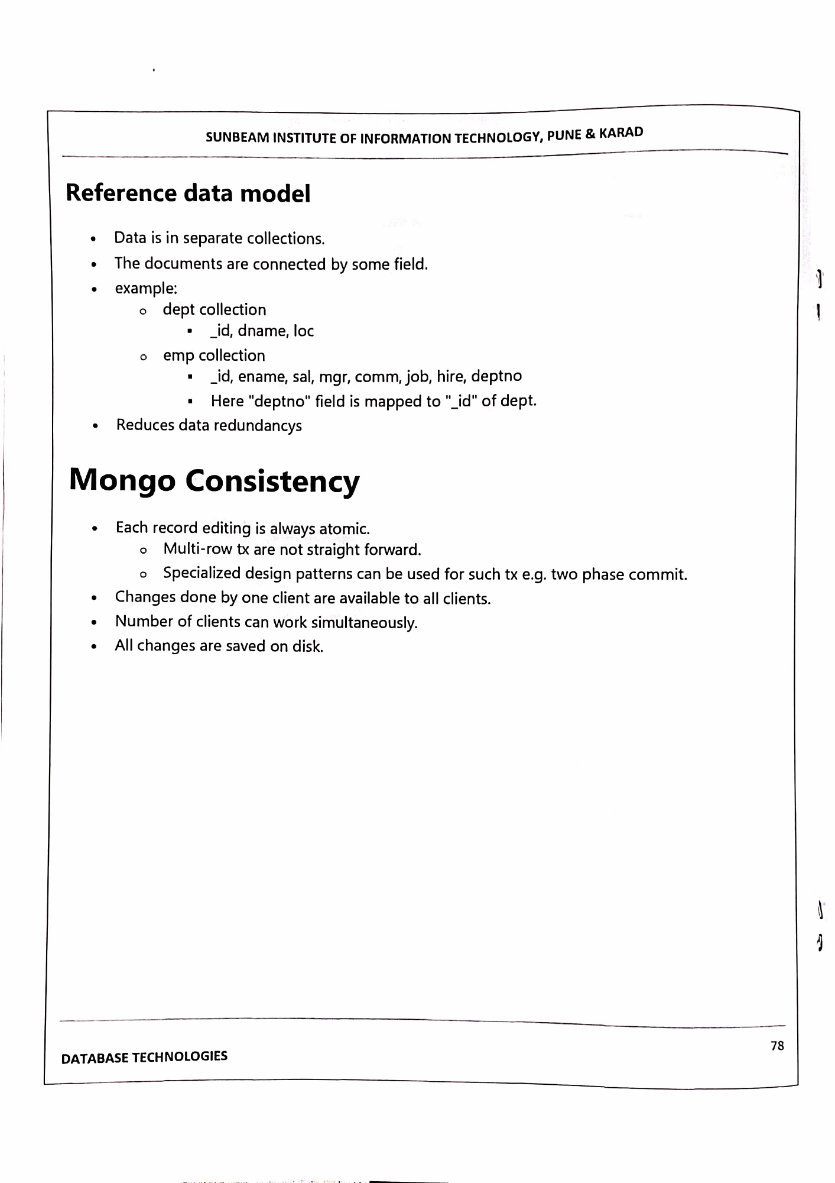 SUNBEAM INSTITUTE OF INFORMATION TECHNOLOGY, PUNE & KARAD
Reference data model
• Data is in separate collections.
• The documents are connected by some field.
• example:
o dept collection
▪ _id, dname, loc
o emp collection
▪ _id, ename, sal, mgr, comm, job, hire, deptno
▪ Here "deptno" field is mapped to "_id" of dept.
• Reduces data redundancys
Mongo Consistency
• Each record editing is always atomic.
o Multi-row tx are not straight forward.
o Specialized design patterns can be used for such tx e.g. two phase commit.
• Changes done by one client are available to all clients.
• Number of clients can work simultaneously.
• All changes are saved on disk.
DATABASE TECHNOLOGIES
78